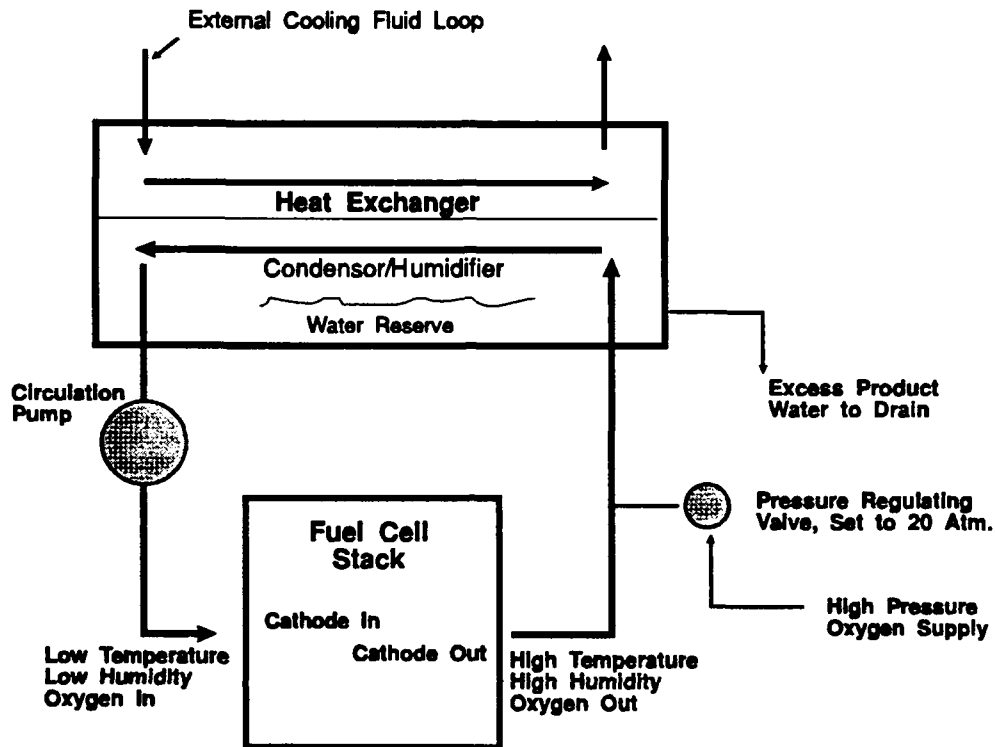 External Cooling Fluid Loop
Heat Exchanger
Condensor/Humidifier
Water Reserve
Circulation
Pump
Excess Product
Water to Drain
Pressure Regulating
Valve, Set to 20 Atm.
Fuel Cell
Stack
Cathode In
Cathode Out
High Pressure
Oxygen Supply
Low Temperature
Low Humidity
Oxygen In
High Temperature
High Humidity
Oxygen Out